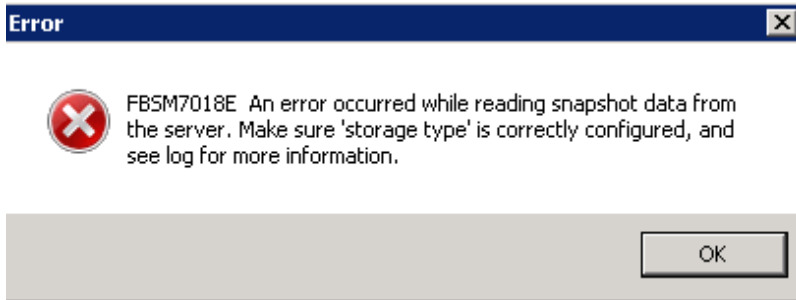 Error
FBSM7018E An error occurred while reading snapshot data from
the server. Make sure 'storage type' is correctly configured, and
see log for more information.
OK